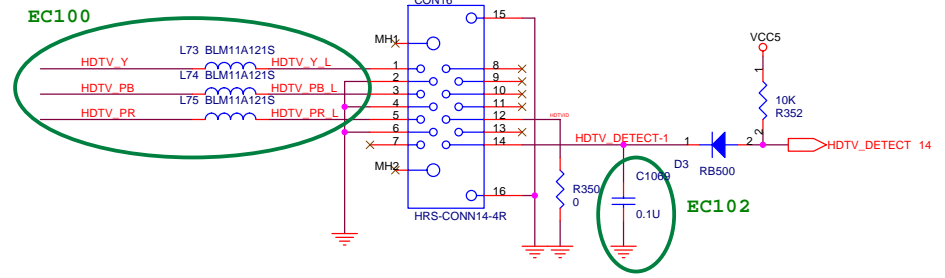 EC100
CON16
15
VCC5
MH1
L73 BLM11A121S
HDTV_Y
HDTV_Y_L
1
8
1
L74 BLM11A121S
2
9
HDTV_PB
HDTV_PB_L
3
10
10K
L75 BLM11A121S
4
11
R352
HDTV_PR
HDTV_PR_L
5
12
HDTVID
6
13
2
7
14
HDTV_DETECT-1
1
2
HDTV_DETECT 14
MH2
D3
RB500
C1069
R350
0
16
0.1U
EC102
HRS-CONN14-4R